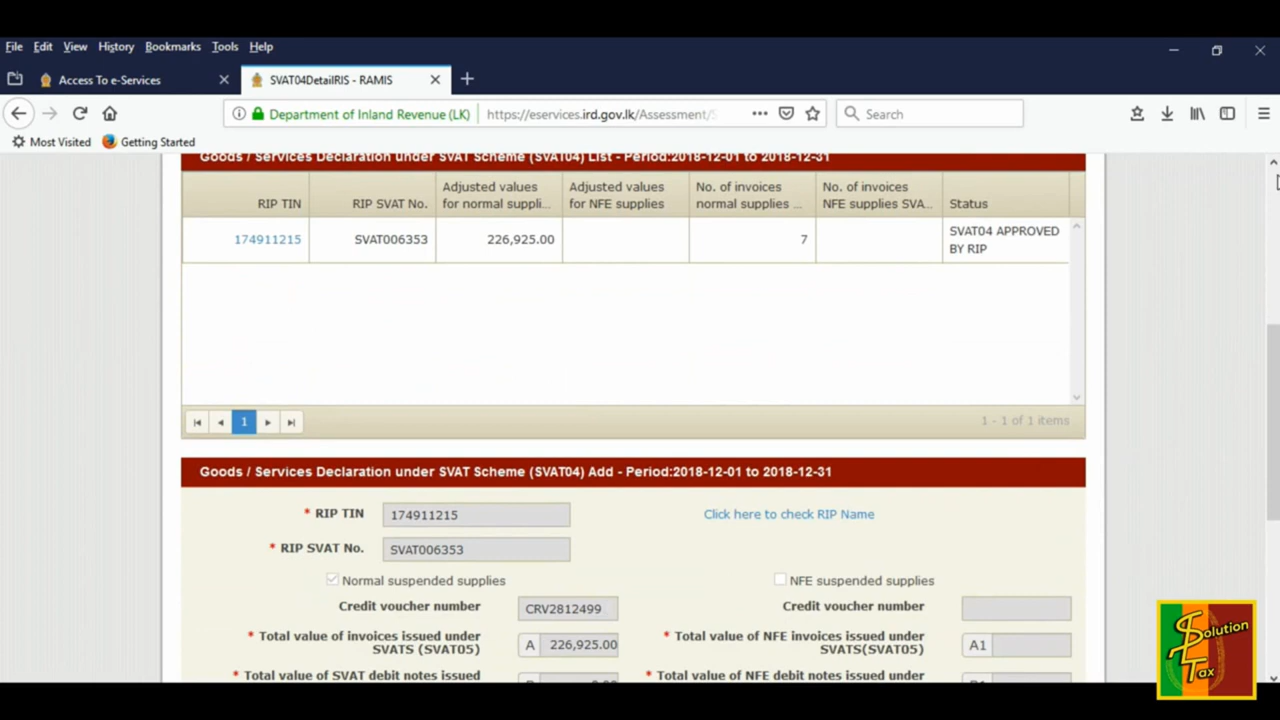 File Edit View History Bookmarks Tools Help
Access To e-Services
SVAT04DetailRIS - RAMIS
Department of Inland Revenue (LK) https://eservices.ird.gov.lk/Assessment/
Search
Most Visited Getting Started
Goods / Services Declaration under SVAT Scheme (SVAT04) List - Period:2018-12-01 to 2018-12-31
RIP TIN
RIP SVAT No.
Adjusted values
for normal suppli...
Adjusted values
for NFE supplies
No. of invoices
normal supplies ...
No. of invoices
NFE supplies SVA...
Status
174911215
SVAT006353
226,925.00
7
SVAT04 APPROVED
BY RIP
1
1 - 1 of 1 items
Goods / Services Declaration under SVAT Scheme (SVAT04) Add - Period:2018-12-01 to 2018-12-31
* RIP TIN 174911215
Click here to check RIP Name
* RIP SVAT No. SVAT006353
Normal suspended supplies
NFE suspended supplies
Credit voucher number CRV2812499
Credit voucher number
* Total value of invoices issued under
SVATS (SVAT05)
A 226,925.00
* Total value of NFE invoices issued under
SVATS(SVAT05)
A1
* Total value of SVAT debit notes issued
* Total value of NFE debit notes issued under
Solution
Tax